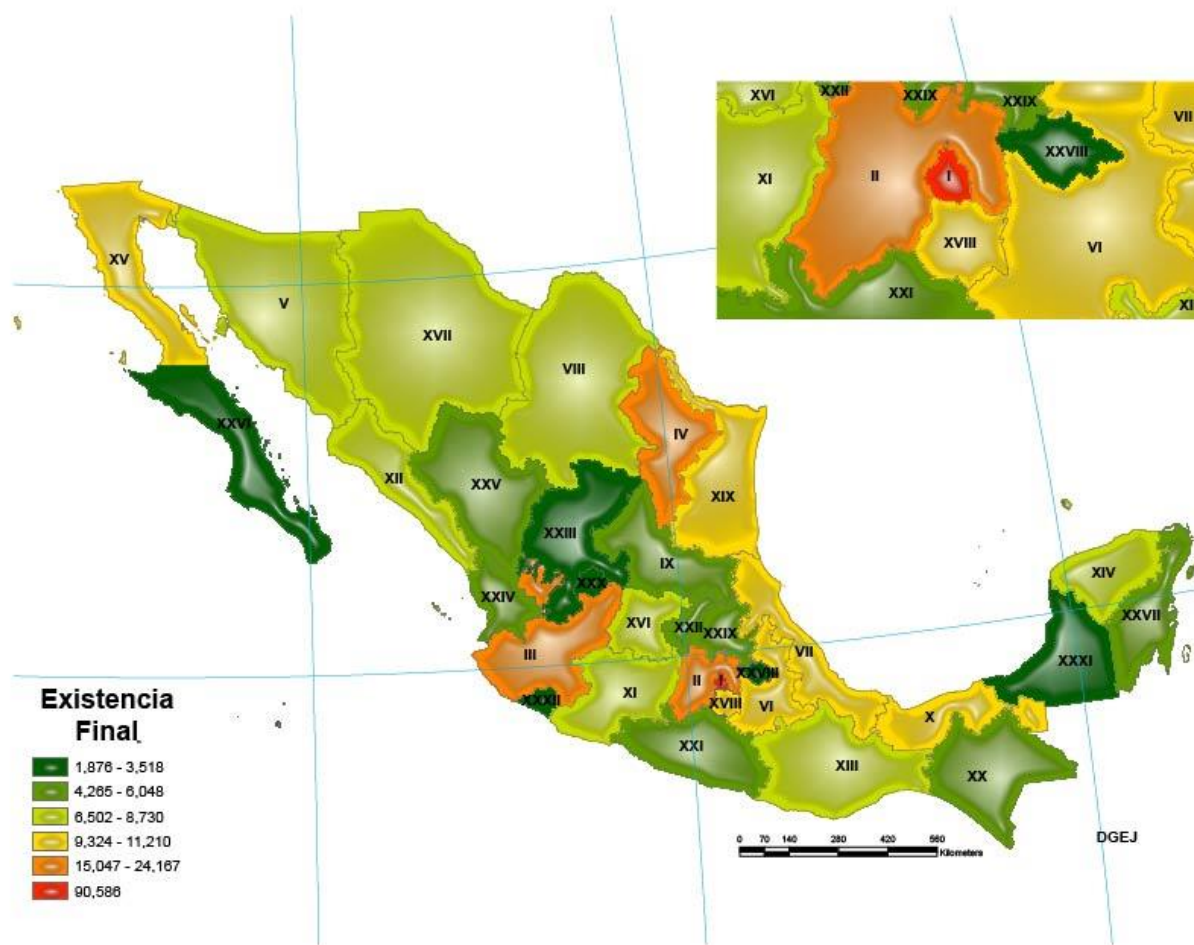 XVI
XXII
XXIX
XXIX
VII
XXVIII
XI
II
I
XVIII
VI
XXI
XI
XV
V
XVII
VIII
IV
XXVI
XII
XXV
XIX
XXIII
IX
XXX
XXIV
XIV
XXVII
XVI
XXII
XXIX
III
VII
XXXI
II
I
XXVIII
XI
XXXII
XVIII
VI
X
XXI
XIII
XX
Existencia
Final
1,876 - 3,518
4,265 - 6,048
6,502 - 8,730
9,324 - 11,210
15,047 - 24,167
90,586
0 70 140 280 420 560
Kilometers
DGEJ